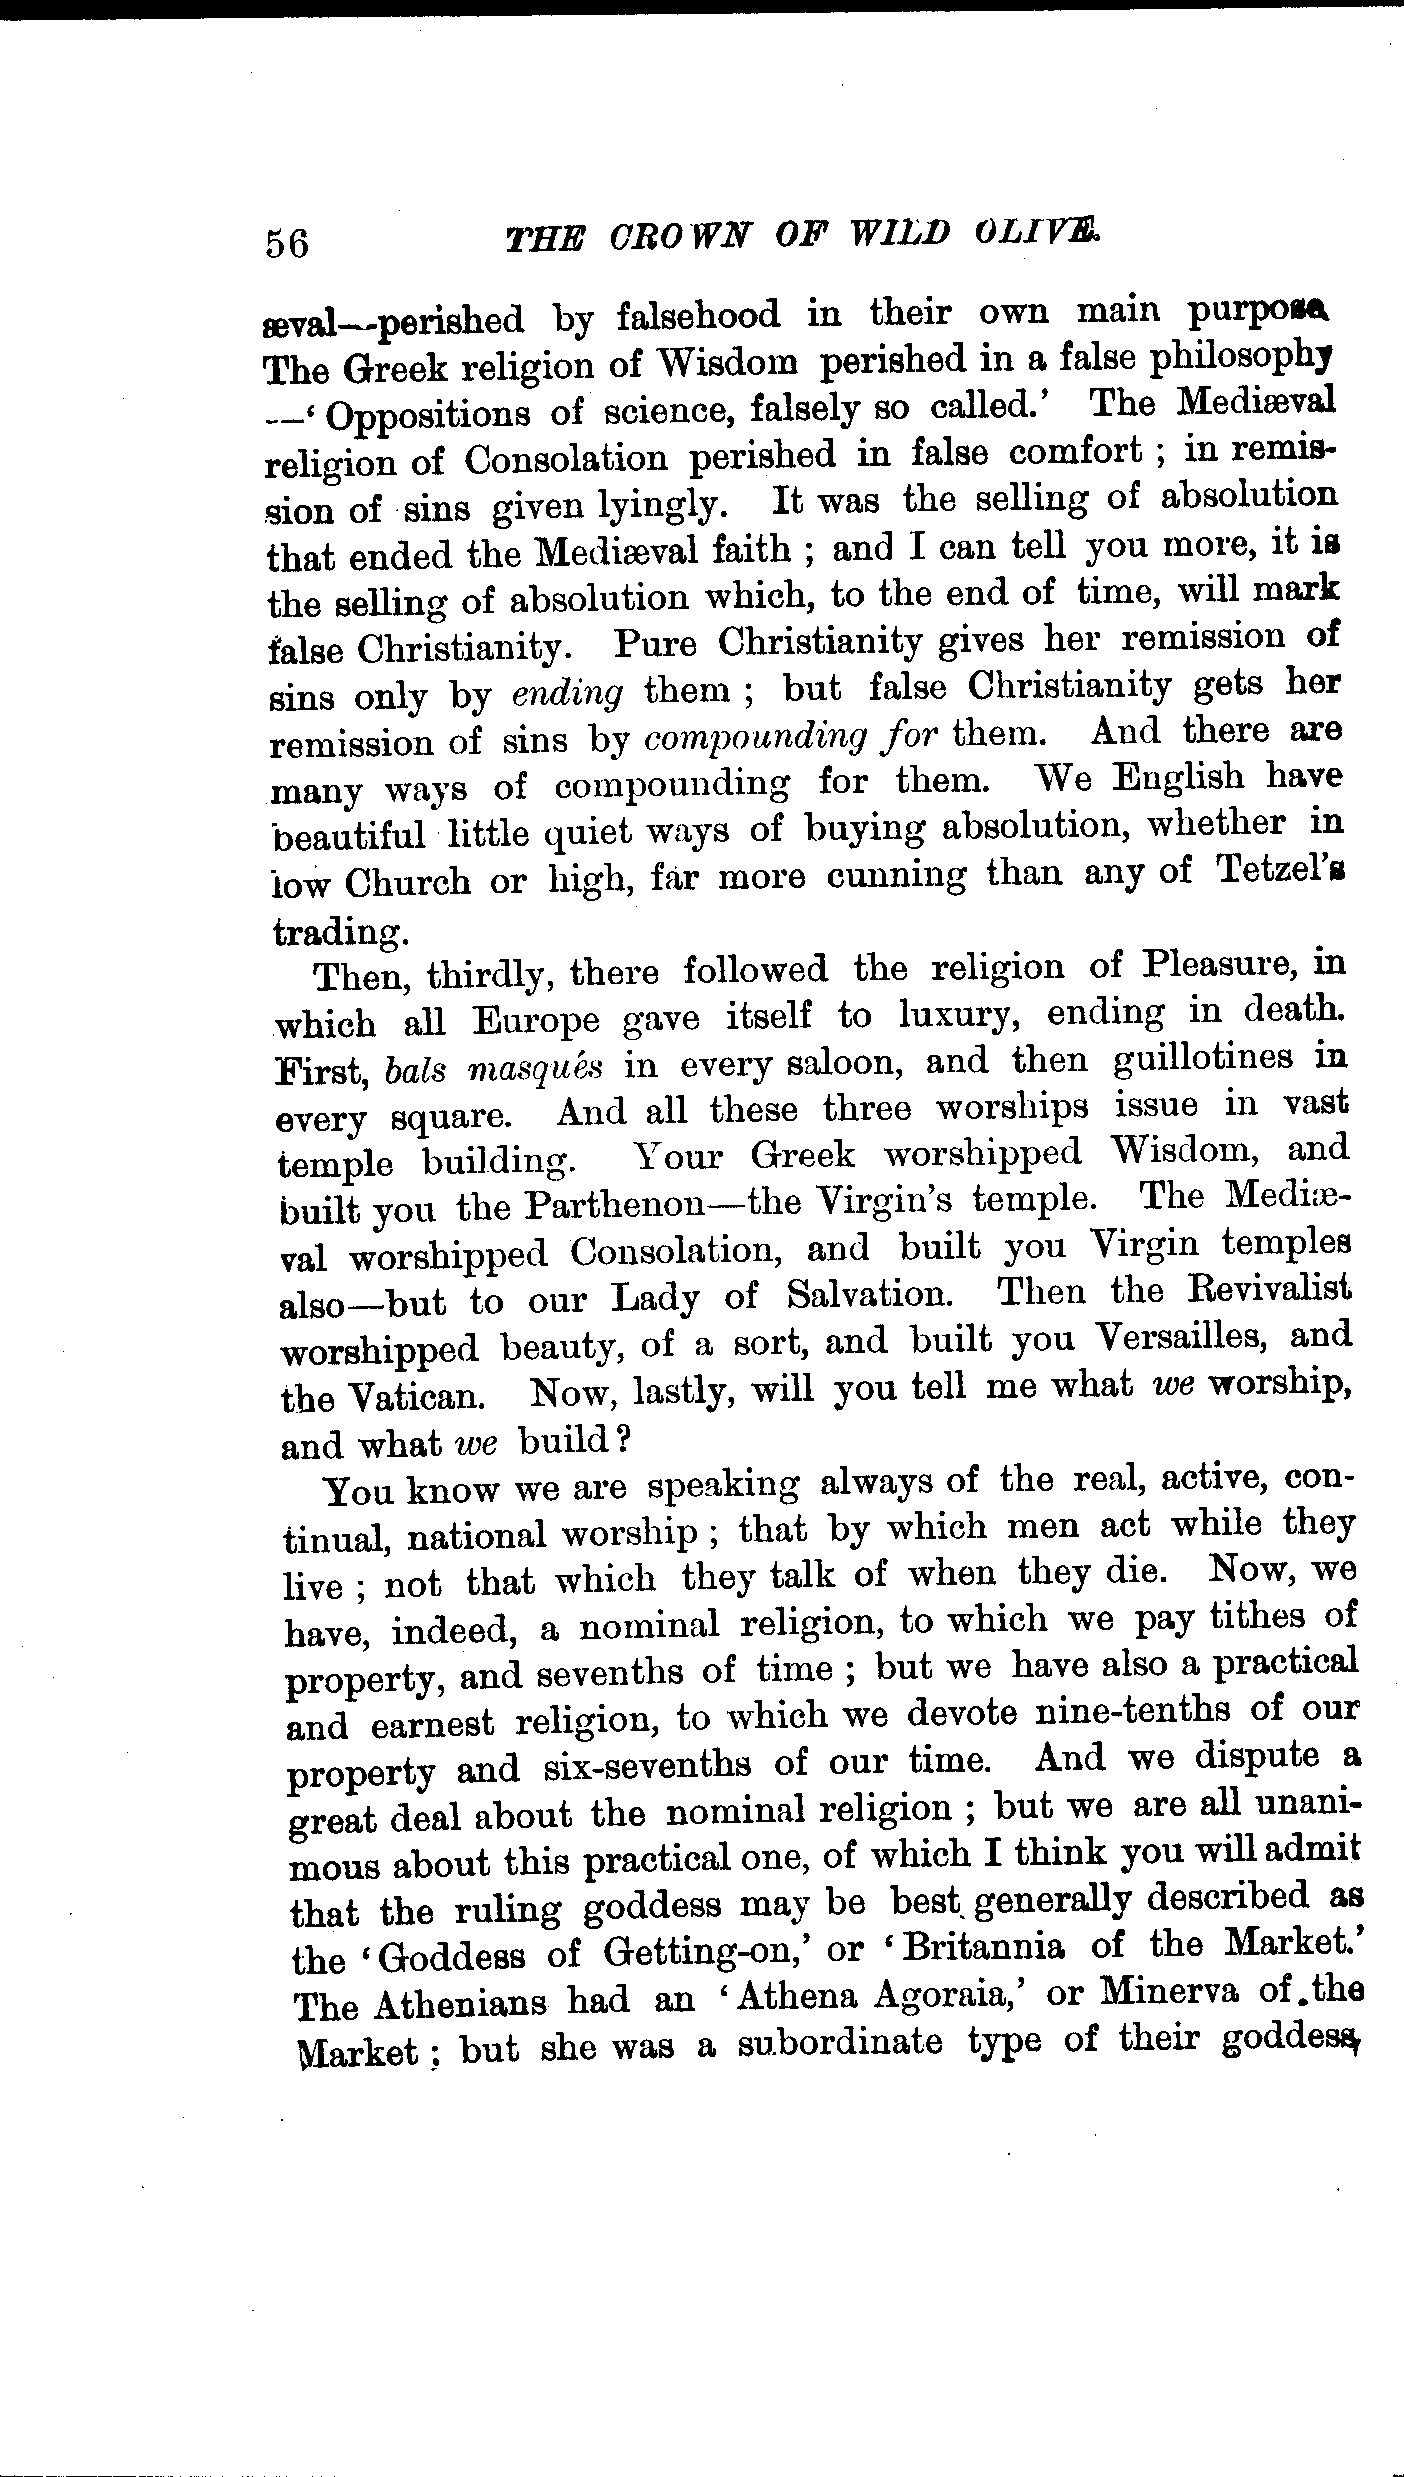 56 THE CROWN OF WILD OLIVE.
æval—perished by falsehood in their own main purpose.
The Greek religion of Wisdom perished in a false philosophy
—‘Oppositions of science, falsely so called.’ The Mediæval
religion of Consolation perished in false comfort; in remis-
sion of sins given lyingly. It was the selling of absolution
that ended the Mediæval faith; and I can tell you more, it is
the selling of absolution which, to the end of time, will mark
false Christianity. Pure Christianity gives her remission of
sins only by ending them; but false Christianity gets her
remission of sins by compounding for them. And there are
many ways of compounding for them. We English have
beautiful little quiet ways of buying absolution, whether in
low Church or high, far more cunning than any of Tetzel’s
trading.
Then, thirdly, there followed the religion of Pleasure, in
which all Europe gave itself to luxury, ending in death.
First, bals masqués in every saloon, and then guillotines in
every square. And all these three worships issue in vast
temple building. Your Greek worshipped Wisdom, and
built you the Parthenon—the Virgin’s temple. The Mediæ-
val worshipped Consolation, and built you Virgin temples
also—but to our Lady of Salvation. Then the Revivalist
worshipped beauty, of a sort, and built you Versailles, and
the Vatican. Now, lastly, will you tell me what we worship,
and what we build?
You know we are speaking always of the real, active, con-
tinual, national worship; that by which men act while they
live; not that which they talk of when they die. Now, we
have, indeed, a nominal religion, to which we pay tithes of
property, and sevenths of time; but we have also a practical
and earnest religion, to which we devote nine-tenths of our
property and six-sevenths of our time. And we dispute a
great deal about the nominal religion; but we are all unani-
mous about this practical one, of which I think you will admit
that the ruling goddess may be best generally described as
the ‘Goddess of Getting-on,’ or ‘Britannia of the Market.’
The Athenians had an ‘Athena Agoraia,’ or Minerva of the
Market; but she was a subordinate type of their goddess,